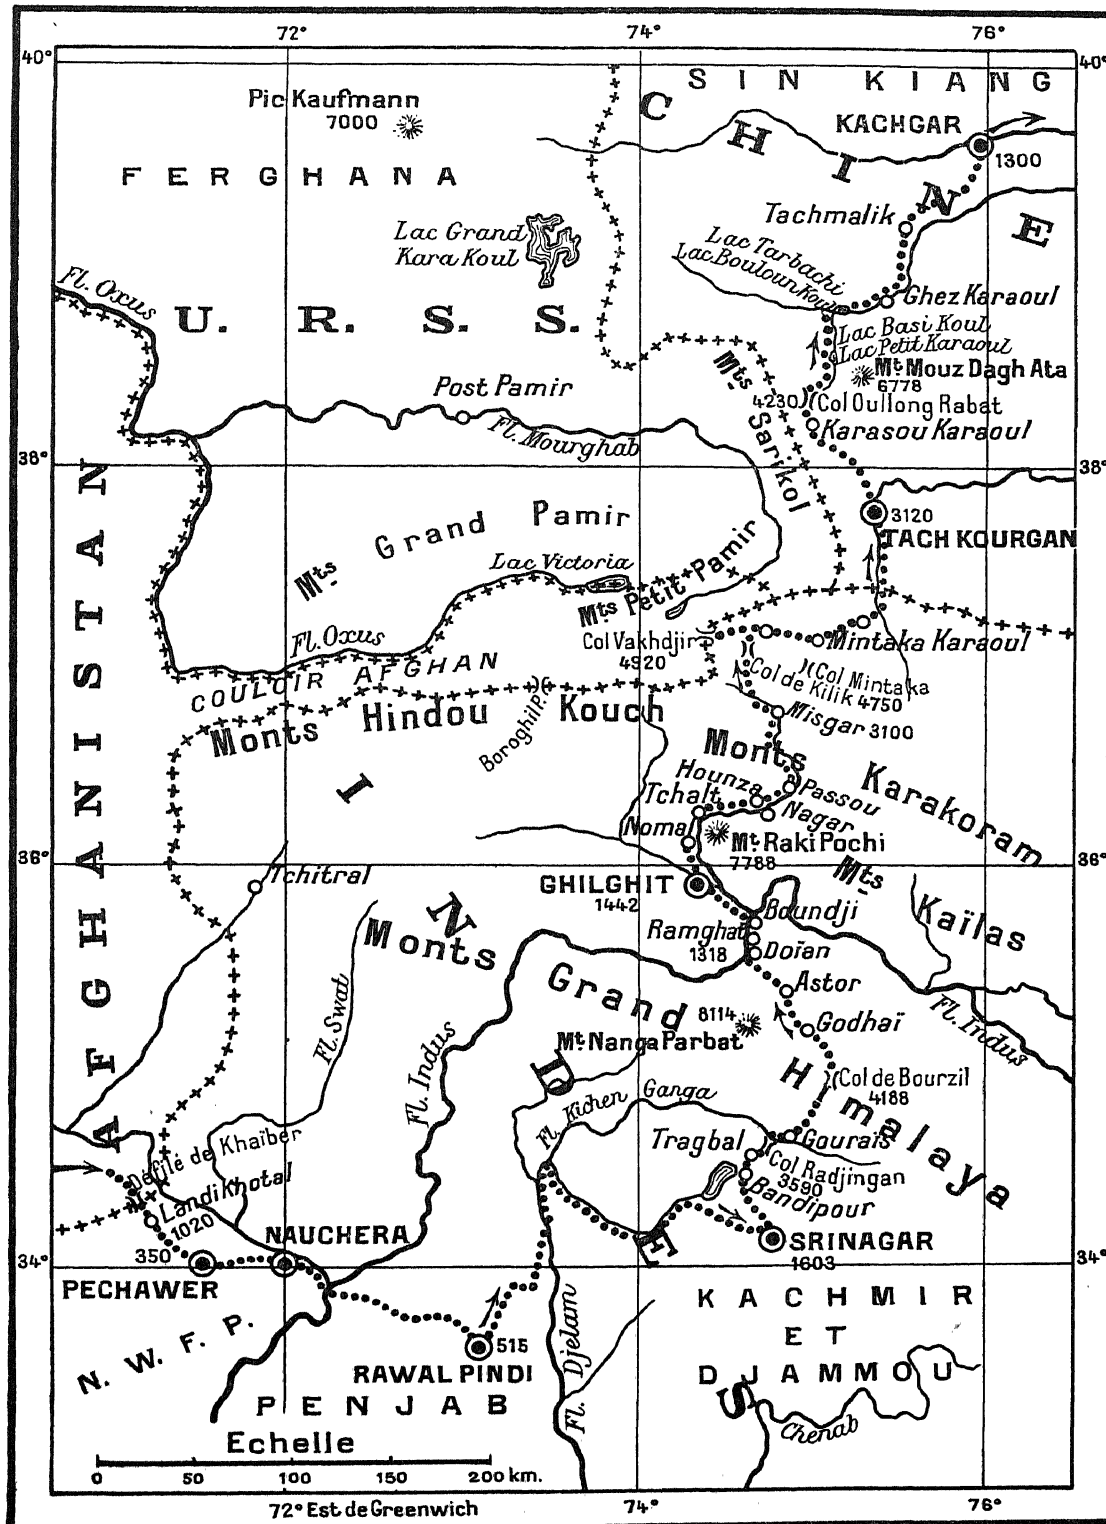 72°
74°
76°
40°
40°
SIN KIANG
CHINE
Pic Kaufmann
7000
KACHGAR
1300
FERGHANA
Tachmalik
Lac Grand
Kara Koul
Lac Tarbachi
Lac Bouloun Koul
Fl. Oxus
Ghez Karaoul
U. R. S. S.
Lac Basi Koul
Lac Petit Karaoul
Mt Mouz Dagh Ata
6778
Post Pamir
Mts Sarikol
4230
Col Oullong Rabat
Fl. Mourghab
Karasou Karaoul
38°
38°
3120
TACH KOURGAN
Mts Grand Pamir
Lac Victoria
Mts Petit Pamir
Fl. Oxus
Col Vakhdjir
4920
Mintaka Karaoul
COULOIR AFGHAN
Col Mintaka
4750
Col de Kilik
AFGHANISTAN
Monts Hindou Kouch
Boroghil P.
Misgar 3100
Monts Karakoram
INDES
Hounza
Passou
Tchalt
Nagar
Nomal
Mt Raki Pochi
7788
36°
36°
Tchitral
GHILGHIT
1442
Mts Kaïlas
Boundji
Ramghat
1318
Doïan
Monts Grand Himalaya
Astor
Fl. Swat
Fl. Indus
Fl. Indus
8114
Mt Nanga Parbat
Godhaï
Col de Bourzil
4188
Fl. Kichen Ganga
Tragbal
Gouraïs
Défilé de Khaïber
Col Radjingan
3590
Landi Khotal
1020
Bandipour
350
NAUCHERA
SRINAGAR
1603
34°
34°
PECHAWER
KACHMIR
ET
DJAMMOU
N. W. F. P.
515
RAWAL PINDI
Fl. Djelam
PENJAB
Chenab
Echelle
0 50 100 150 200 km.
72° Est de Greenwich
74°
76°